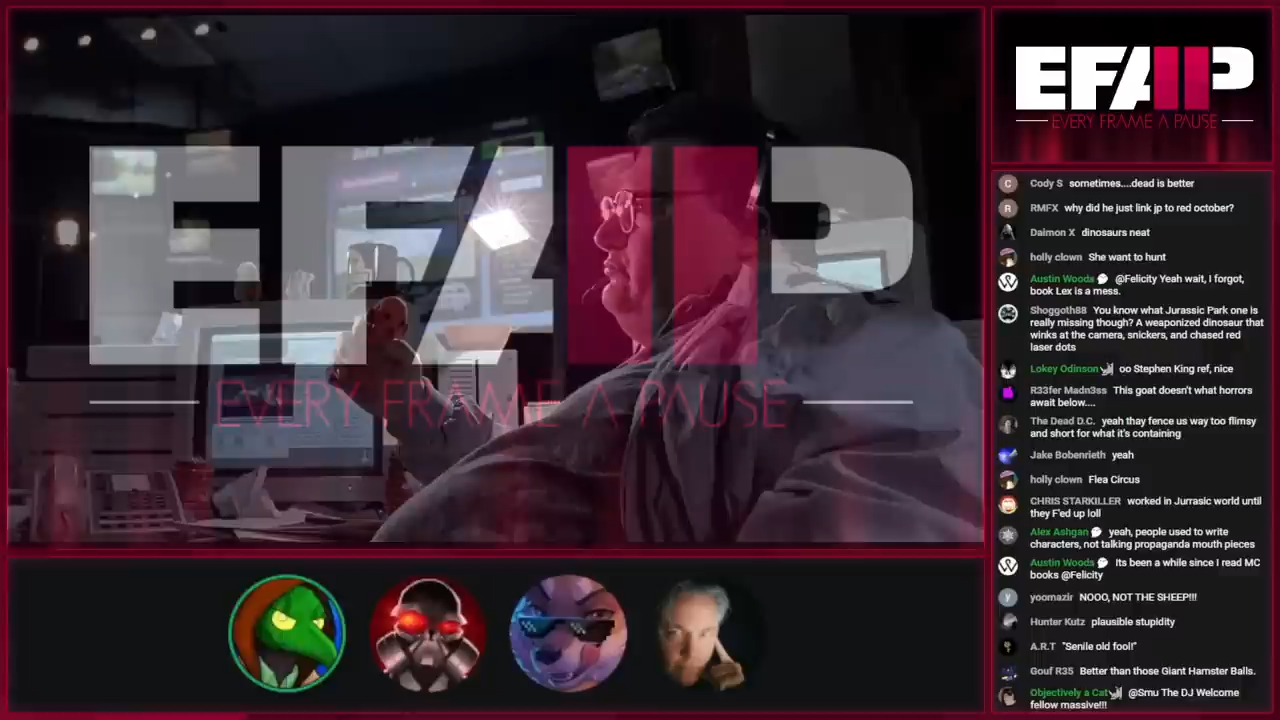 EFAP
EVERY FRAME A PAUSE
EFAP
EVERY FRAME A PAUSE
C
Cody S sometimes....dead is better
R
RMFX why did he just link jp to red october?
Daimon X dinosaurs neat
holly clown She want to hunt
Austin Woods @Felicity Yeah wait, I forgot,
book Lex is a mess.
Shoggoth88 You know what Jurassic Park one is
really missing though? A weaponized dinosaur that
winks at the camera, snickers, and chased red
laser dots
Lokey Odinson oo Stephen King ref, nice
R33fer Madn3ss This goat doesn't what horrors
await below....
The Dead D.C. yeah thay fence us way too flimsy
and short for what it's containing
Jake Bobenrieth yeah
holly clown Flea Circus
CHRIS STARKILLER worked in Jurrasic world until
they F'ed up loll
Alex Ashgan yeah, people used to write
characters, not talking propaganda mouth pieces
Austin Woods Its been a while since I read MC
books @Felicity
y
yoomazir NOOO, NOT THE SHEEP!!!
Hunter Kutz plausible stupidity
A.R.T "Senile old fool!"
Gouf R35 Better than those Giant Hamster Balls.
Objectively a Cat @Smu The DJ Welcome
fellow massive!!!